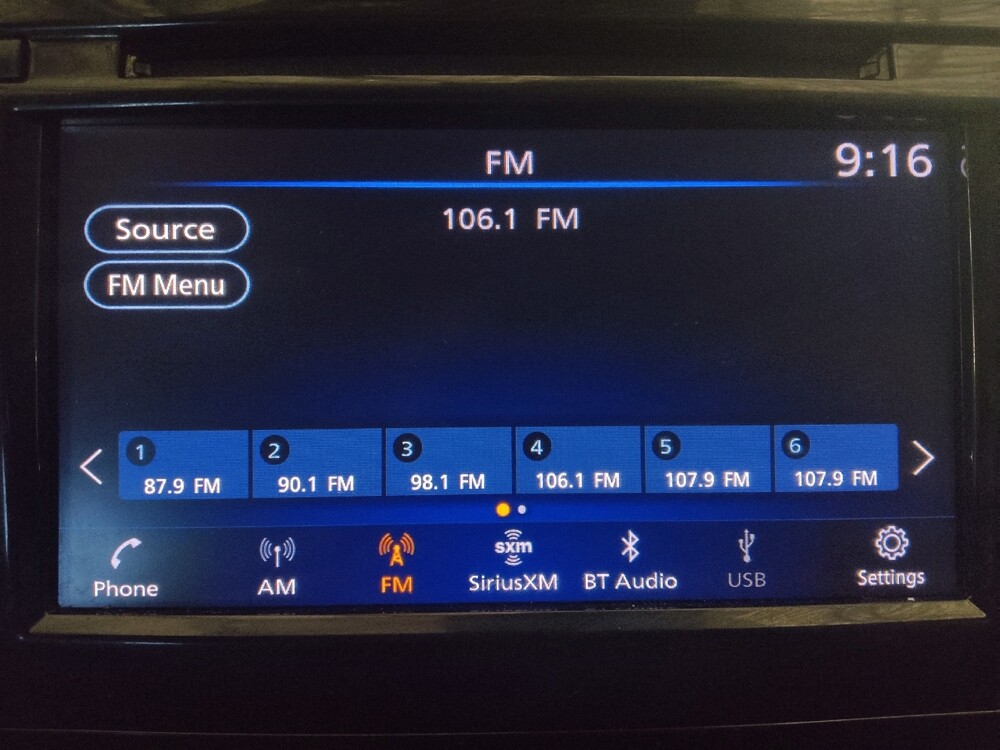 FM
9:16
106.1 FM
Source
FM Menu
1 2 3 4 5 6
87.9 FM 90.1 FM 98.1 FM 106.1 FM 107.9 FM 107.9 FM
sxm
Phone AM FM SiriusXM BT Audio USB Settings